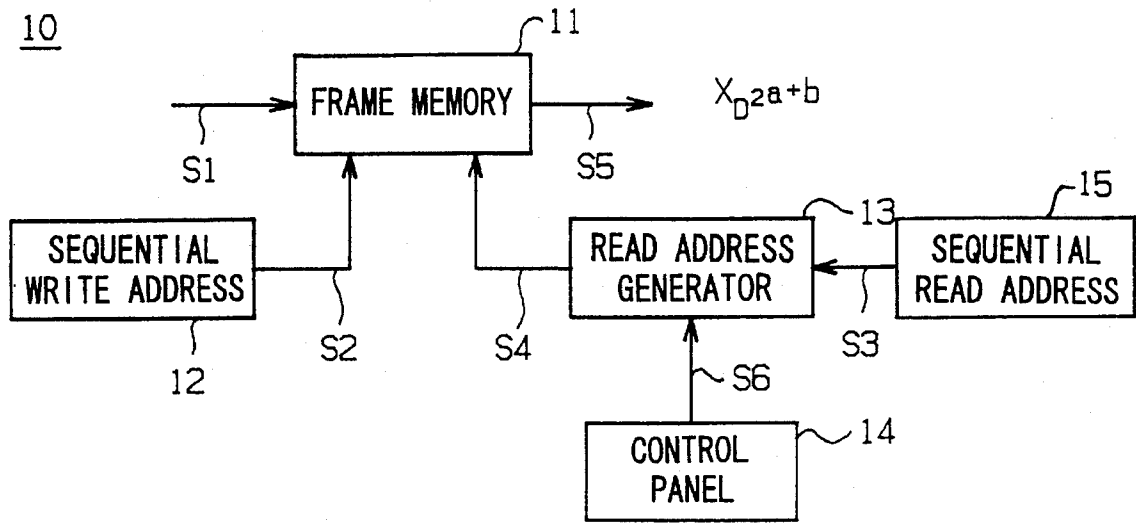 10
11
FRAME MEMORY
X_D²a+b
S1
S5
SEQUENTIAL
WRITE ADDRESS
12
S2
S4
13
READ ADDRESS
GENERATOR
15
SEQUENTIAL
READ ADDRESS
S3
S6
CONTROL
PANEL
14